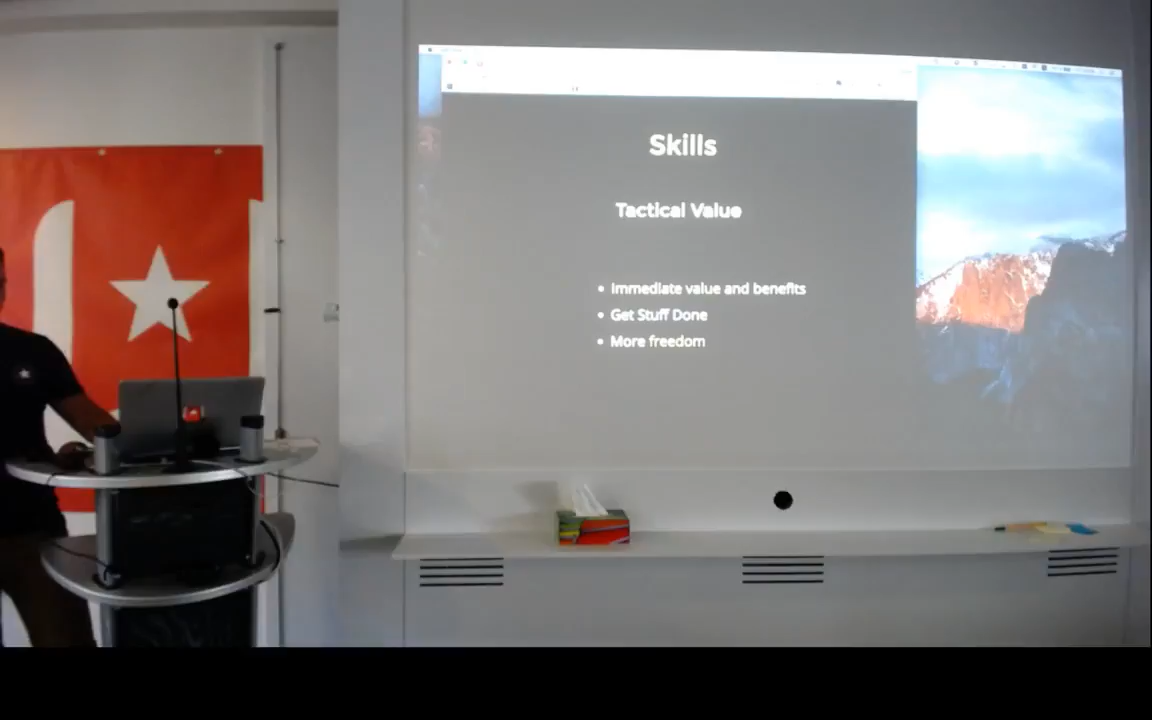 Skills
Tactical Value
• Immediate value and benefits
• Get Stuff Done
• More freedom